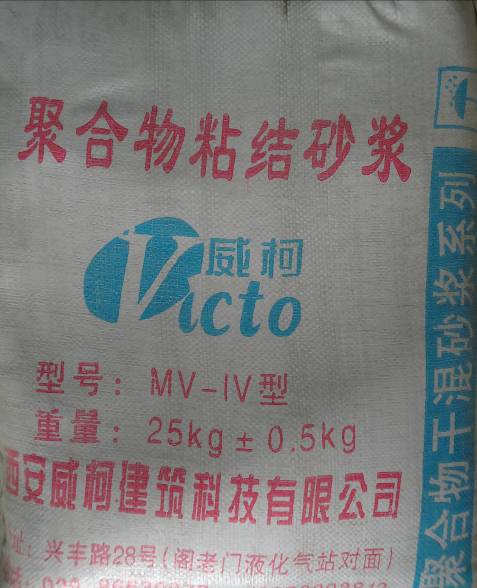 聚合物粘结砂浆
威柯
Victo
型号：MV-IV型
重量：25kg±0.5kg
西安威柯建筑科技有限公司
址：兴丰路28号(阁老门液化气站对面)
聚合物干混砂浆系列